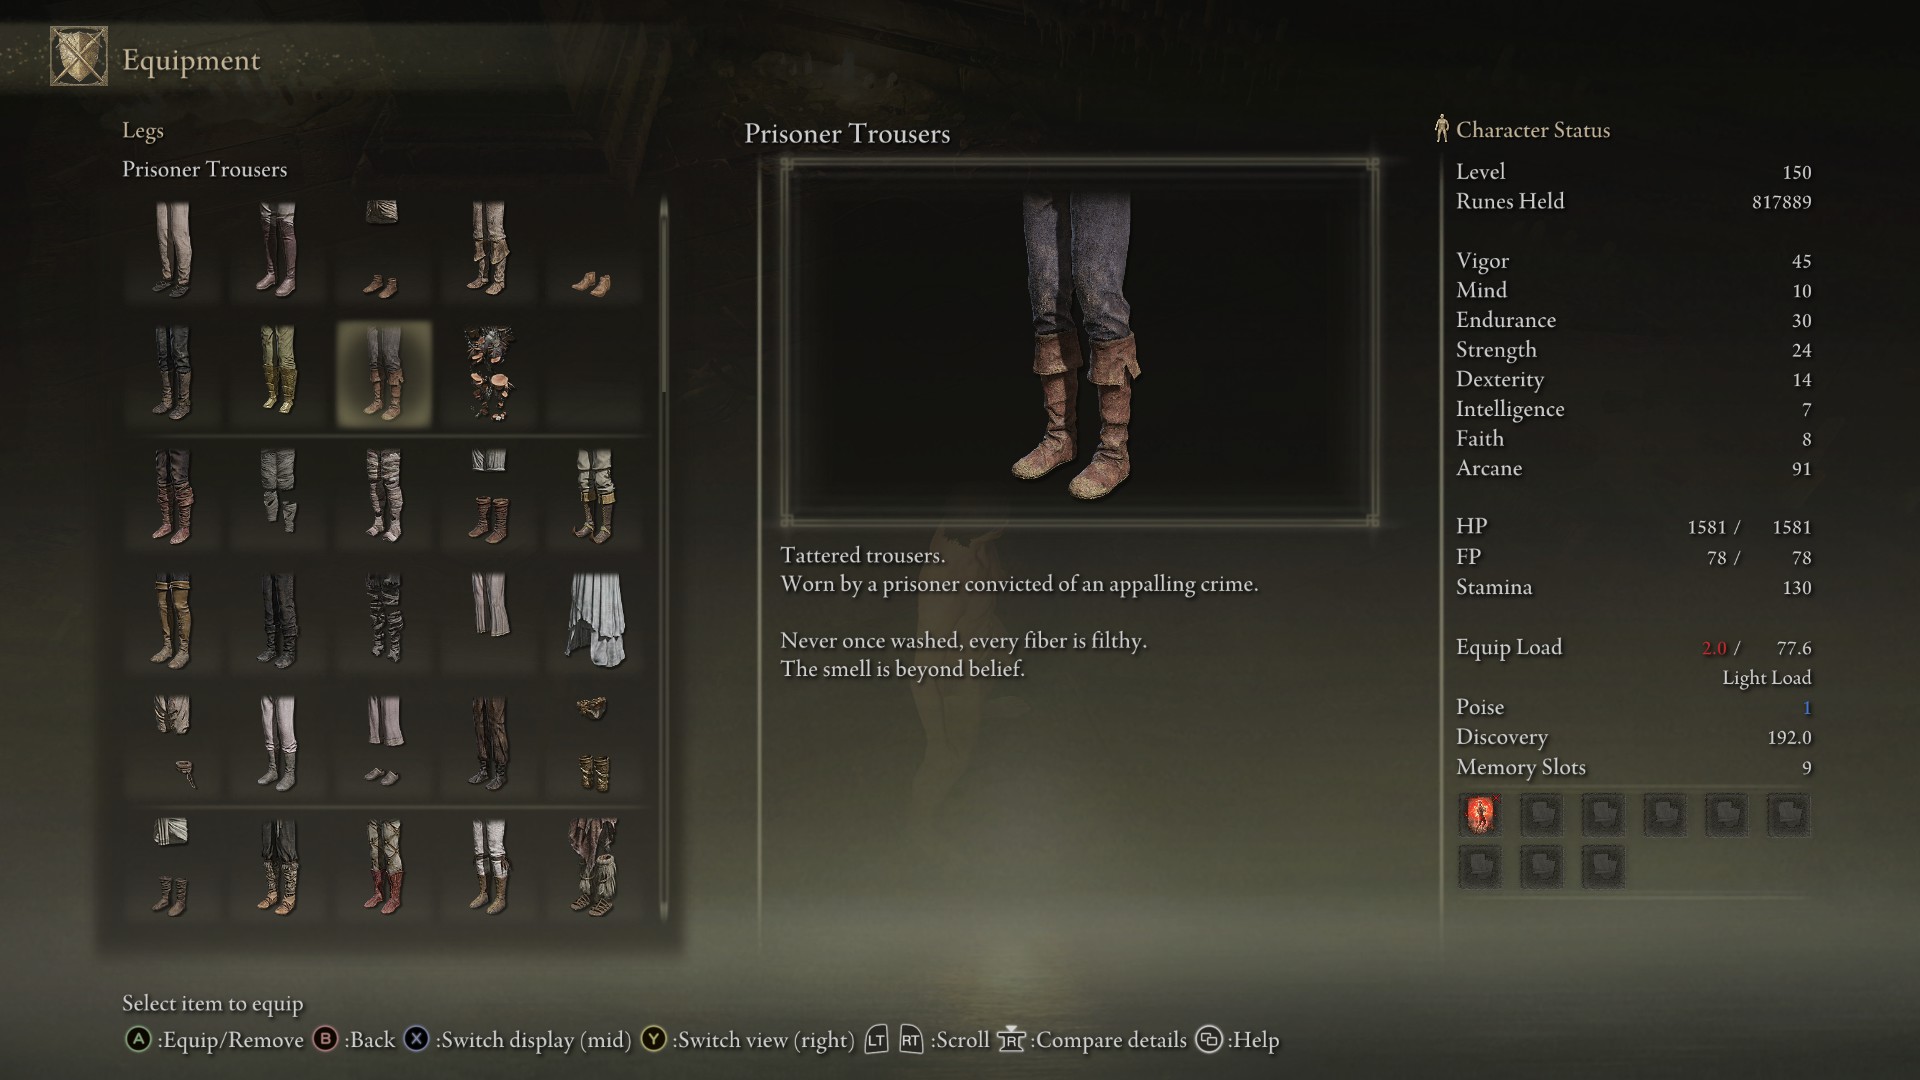 Equipment
Legs
Prisoner Trousers
Prisoner Trousers
Tattered trousers.
Worn by a prisoner convicted of an appalling crime.
Never once washed, every fiber is filthy.
The smell is beyond belief.
Character Status
Level 150
Runes Held 817889
Vigor 45
Mind 10
Endurance 30
Strength 24
Dexterity 14
Intelligence 7
Faith 8
Arcane 91
HP 1581 / 1581
FP 78 / 78
Stamina 130
Equip Load 2.0 / 77.6
Light Load
Poise 1
Discovery 192.0
Memory Slots 9
Select item to equip
A :Equip/Remove B :Back X :Switch display (mid) Y :Switch view (right) LT RT :Scroll R :Compare details :Help